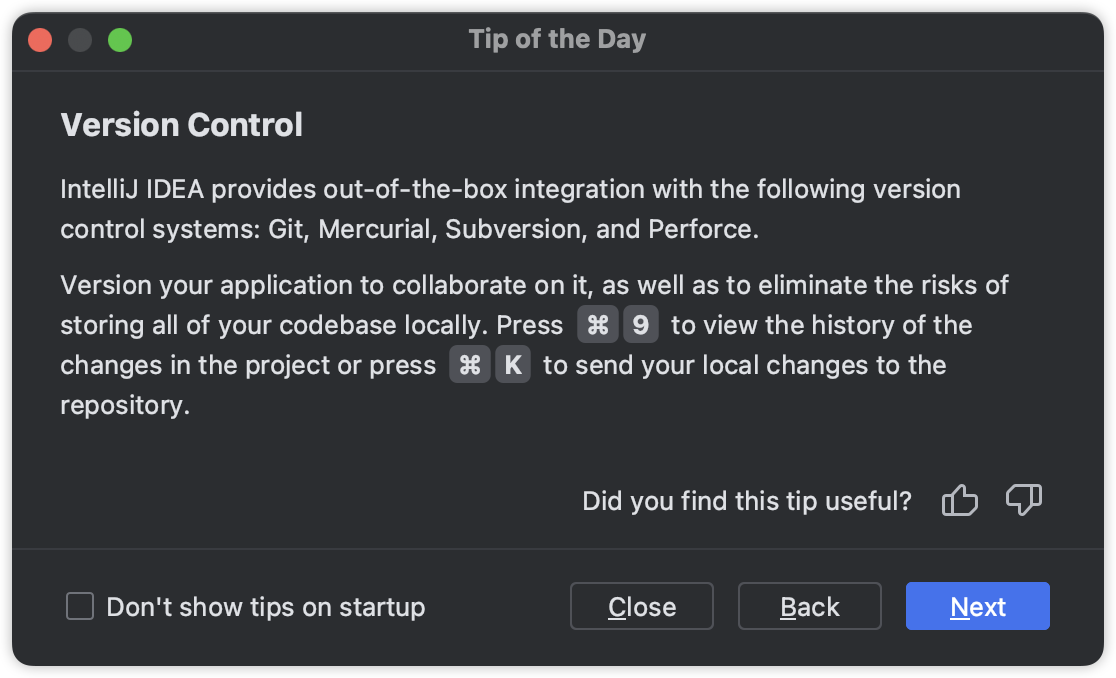 Tip of the Day
Version Control
IntelliJ IDEA provides out-of-the-box integration with the following version
control systems: Git, Mercurial, Subversion, and Perforce.
Version your application to collaborate on it, as well as to eliminate the risks of
storing all of your codebase locally. Press ⌘ 9 to view the history of the
changes in the project or press ⌘ K to send your local changes to the
repository.
Did you find this tip useful?
Don't show tips on startup
Close
Back
Next